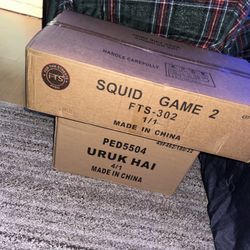 FTS
HANDLE CAREFULLY
SQUID GAME 2
FTS-302
1/1
MADE IN CHINA
PED5504
URUK HAI
4/1
MADE IN CHINA